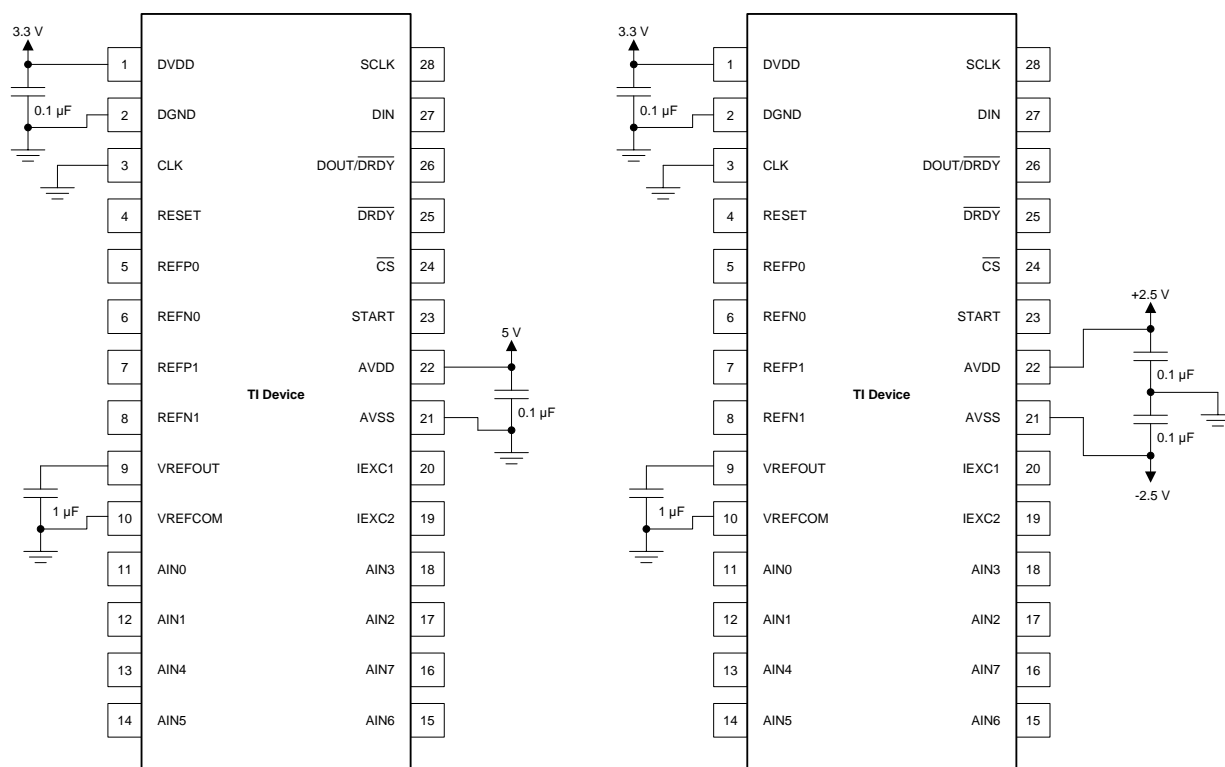 3.3 V
1 DVDD SCLK 28
0.1 µF
2 DGND DIN 27
3 CLK DOUT/DRDY 26
4 RESET DRDY 25
5 REFP0 CS 24
6 REFN0 START 23
5 V
7 REFP1 AVDD 22
TI Device
0.1 µF
8 REFN1 AVSS 21
9 VREFOUT IEXC1 20
1 µF
10 VREFCOM IEXC2 19
11 AIN0 AIN3 18
12 AIN1 AIN2 17
13 AIN4 AIN7 16
14 AIN5 AIN6 15
3.3 V
1 DVDD SCLK 28
0.1 µF
2 DGND DIN 27
3 CLK DOUT/DRDY 26
4 RESET DRDY 25
5 REFP0 CS 24
+2.5 V
6 REFN0 START 23
7 REFP1 AVDD 22
0.1 µF
TI Device
8 REFN1 AVSS 21
0.1 µF
9 VREFOUT IEXC1 20
-2.5 V
1 µF
10 VREFCOM IEXC2 19
11 AIN0 AIN3 18
12 AIN1 AIN2 17
13 AIN4 AIN7 16
14 AIN5 AIN6 15